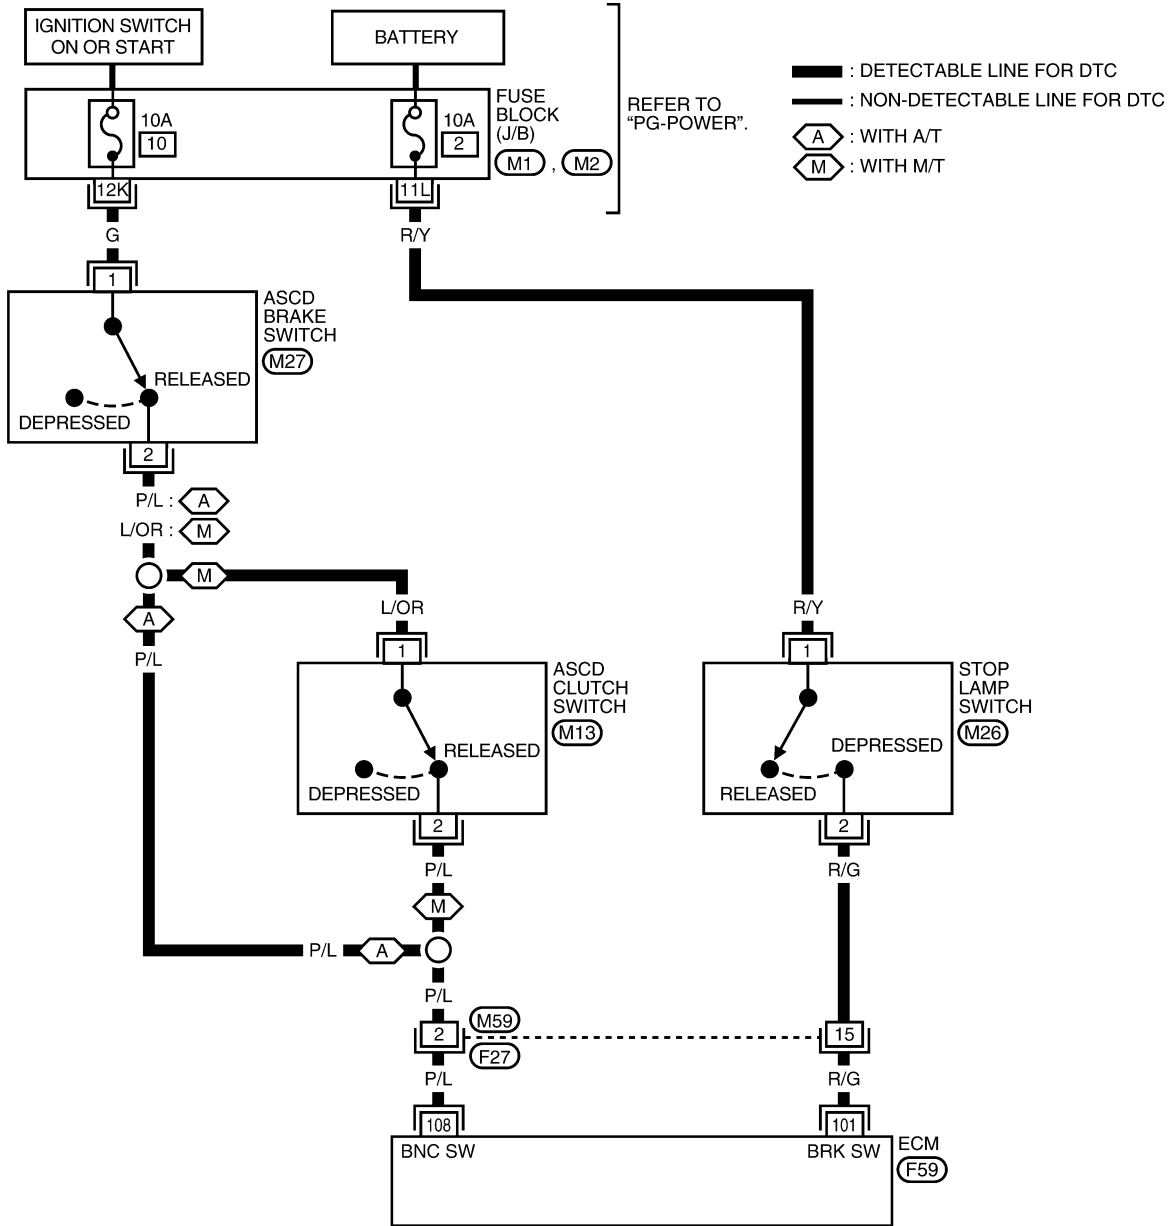 IGNITION SWITCH
ON OR START
BATTERY
: DETECTABLE LINE FOR DTC
: NON-DETECTABLE LINE FOR DTC
A : WITH A/T
M : WITH M/T
10A
10
10A
2
FUSE
BLOCK
(J/B)
M1 , M2
REFER TO
“PG-POWER”.
12K
11L
G
R/Y
1
ASCD
BRAKE
SWITCH
M27
RELEASED
DEPRESSED
2
P/L : A
L/OR : M
M
A
P/L
L/OR
R/Y
1
1
ASCD
CLUTCH
SWITCH
M13
RELEASED
DEPRESSED
STOP
LAMP
SWITCH
M26
DEPRESSED
RELEASED
2
2
P/L
R/G
M
P/L
A
P/L
M59
2
15
F27
P/L
R/G
108
101
BNC SW
BRK SW
ECM
F59